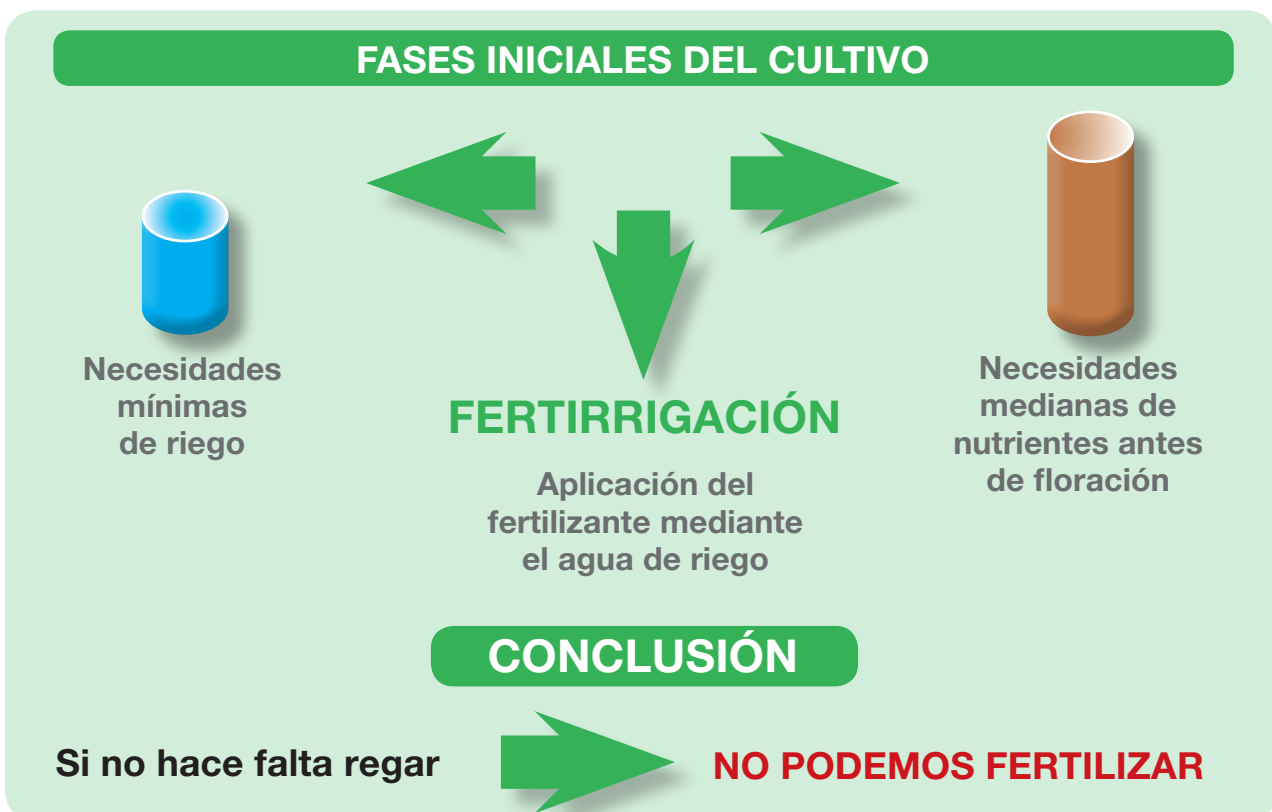 FASES INICIALES DEL CULTIVO
Necesidades
mínimas
de riego
FERTIRRIGACIÓN
Aplicación del
fertilizante mediante
el agua de riego
Necesidades
medianas de
nutrientes antes
de floración
CONCLUSIÓN
Si no hace falta regar
NO PODEMOS FERTILIZAR